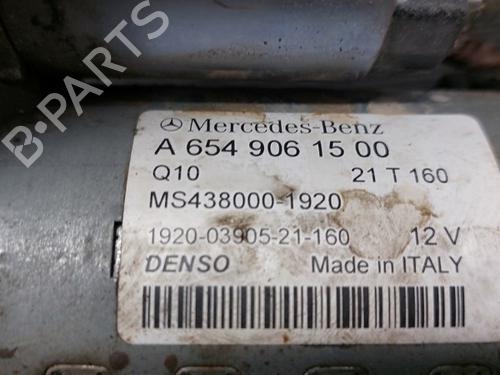 B-PARTS
Mercedes-Benz
A 654 906 15 00
Q10 21 T 160
MS438000-1920
1920-03905-21-160 12 V
DENSO Made in ITALY